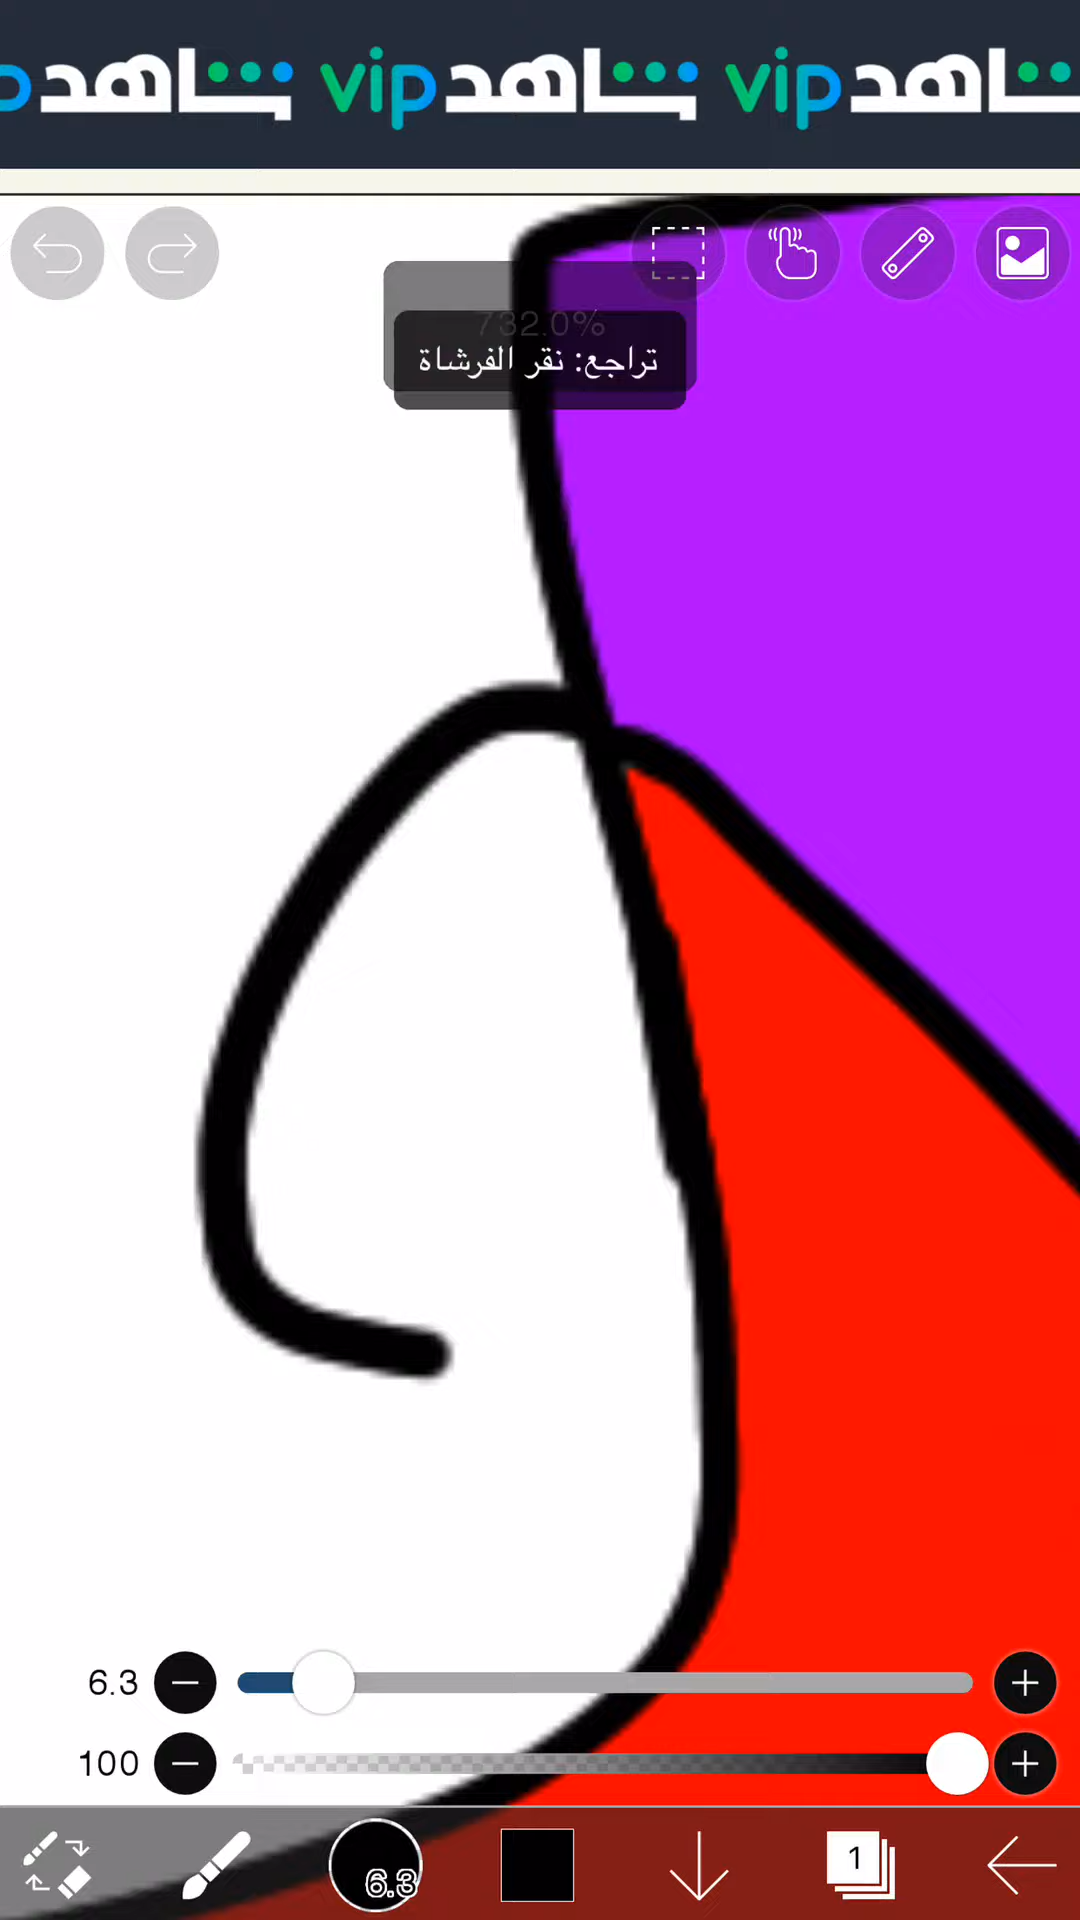 شاهد vip شاهد vip شاهد
732.0%
تراجع: نقر الفرشاة
6.3
100
6.3
1